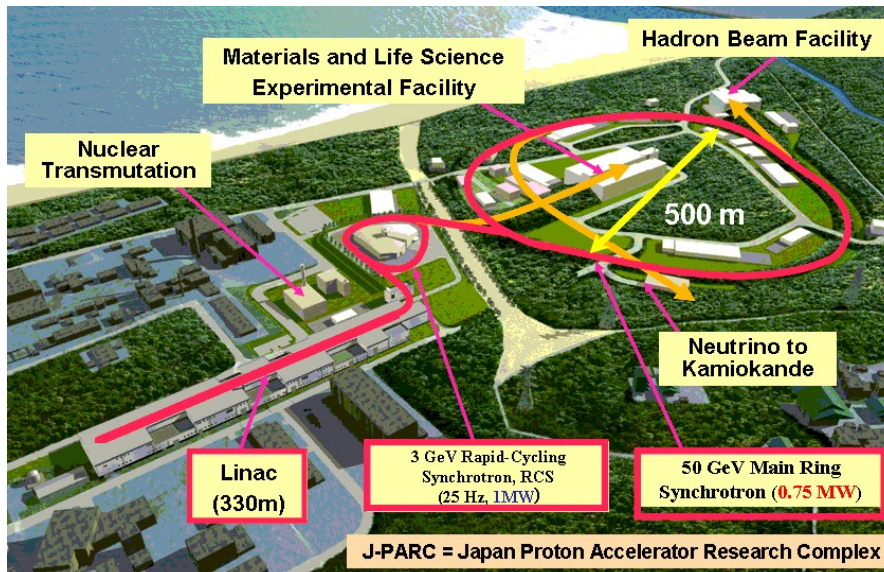 Hadron Beam Facility
Materials and Life Science
Experimental Facility
Nuclear
Transmutation
500 m
Neutrino to
Kamiokande
Linac
(330m)
3 GeV Rapid-Cycling
Synchrotron, RCS
(25 Hz, 1MW)
50 GeV Main Ring
Synchrotron (0.75 MW)
J-PARC = Japan Proton Accelerator Research Complex